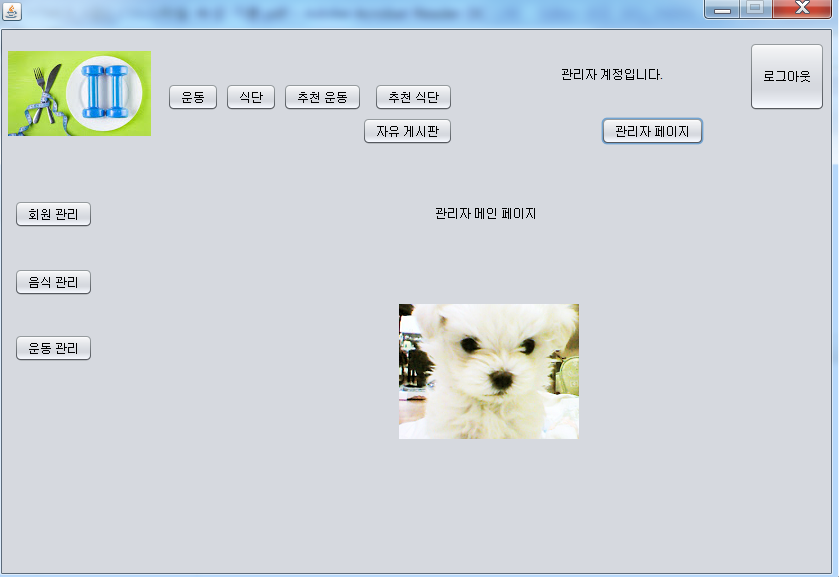 관리자 계정입니다.
로그아웃
운동
식단
추천 운동
추천 식단
자유 게시판
관리자 페이지
회원 관리
관리자 메인 페이지
음식 관리
운동 관리